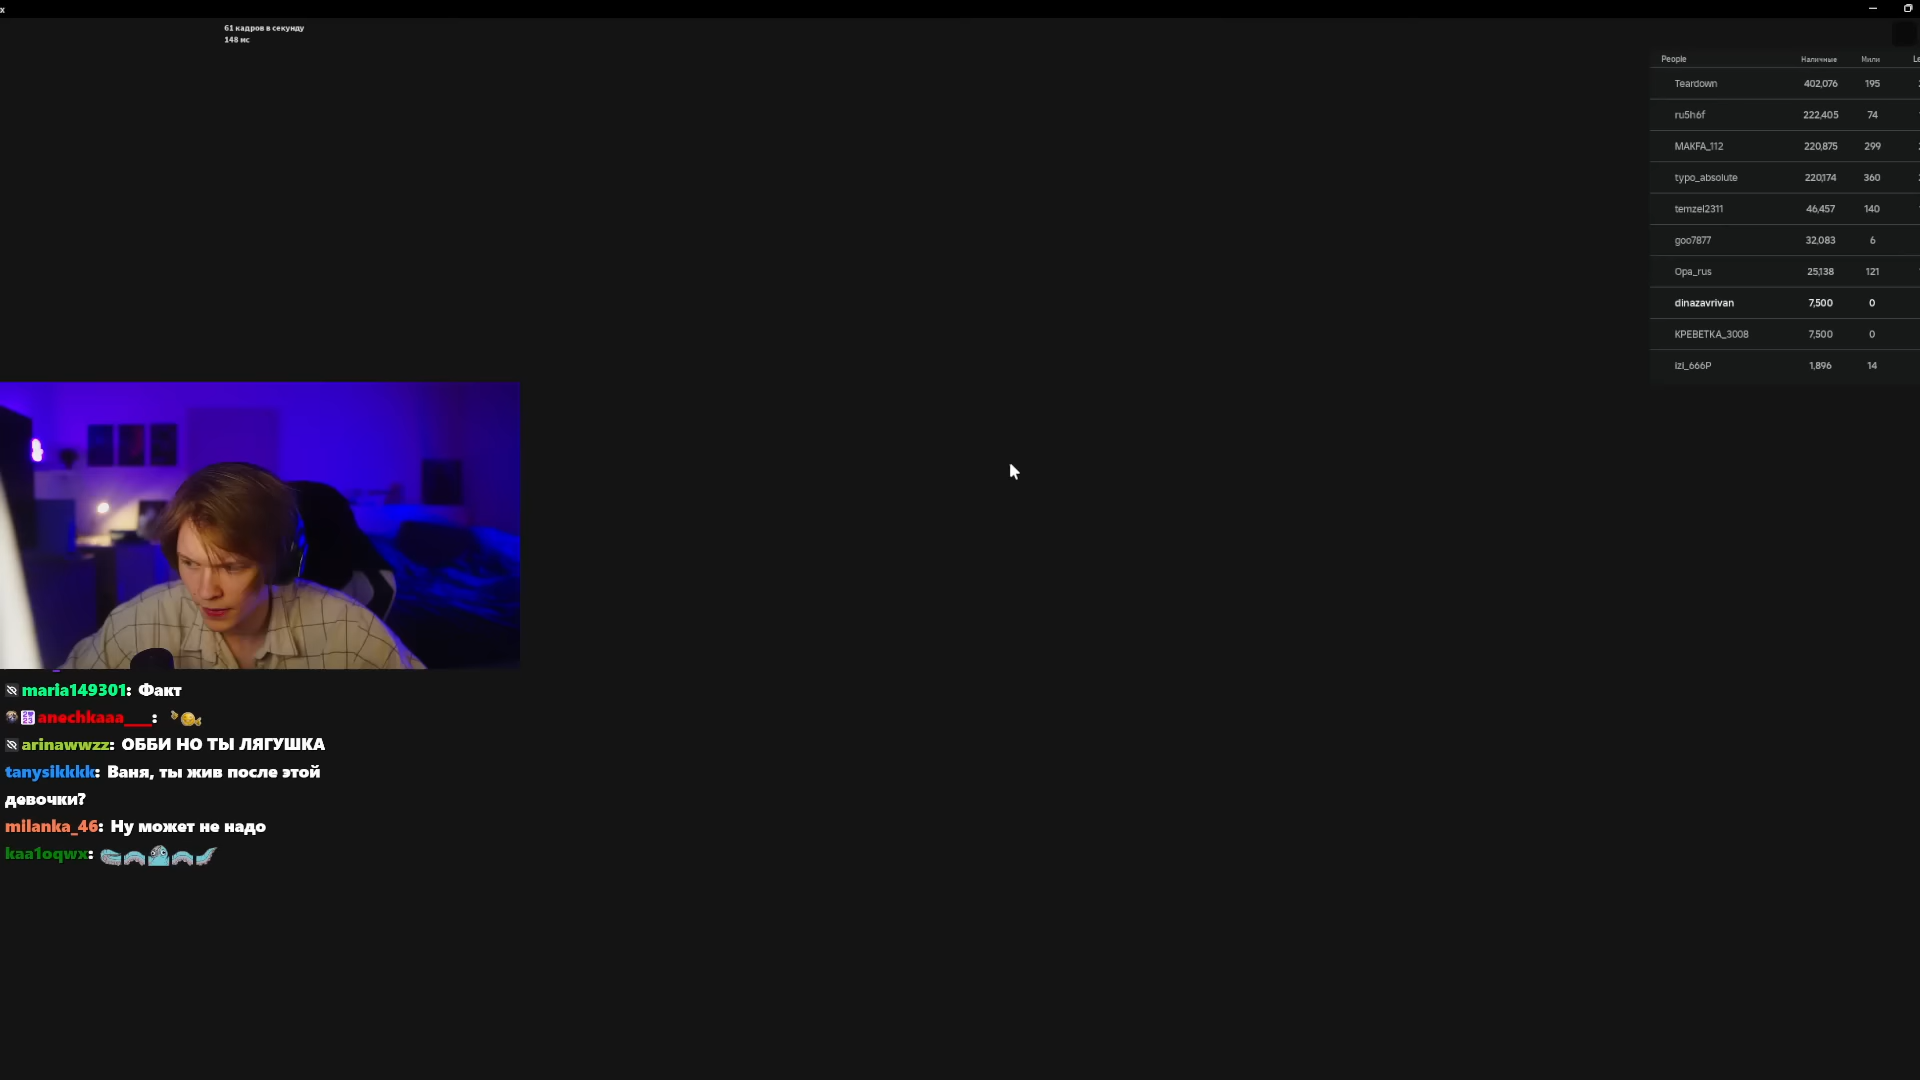 x
61 кадров в секунду
148 мс
People Наличные Мили
Teardown 402,076 195
ru5h6f 222,405 74
MAKFA_112 220,875 299
typo_absolute 220,174 360
temzel2311 46,457 140
goo7877 32,083 6
Opa_rus 25,138 121
dinazavrivan 7,500 0
KPEBETKA_3008 7,500 0
izi_666P 1,896 14
maria149301: Факт
anechkaaa___:
arinawwzz: ОББИ НО ТЫ ЛЯГУШКА
tanysikkkk: Ваня, ты жив после этой
девочки?
milanka_46: Ну может не надо
kaa1oqwx: